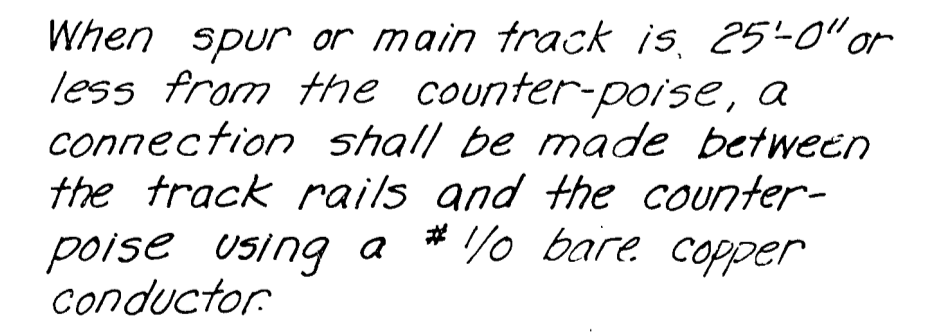 When spur or main track is 25'-0" or
less from the counter-poise, a
connection shall be made between
the track rails and the counter-
poise using a #1/0 bare copper
conductor.